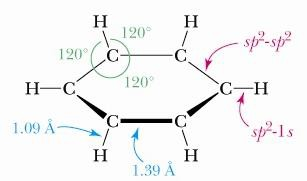 H H
120°
120° C C sp²-sp²
120°
H—C C—H
1.09 Å C C sp²-1s
H H
1.39 Å